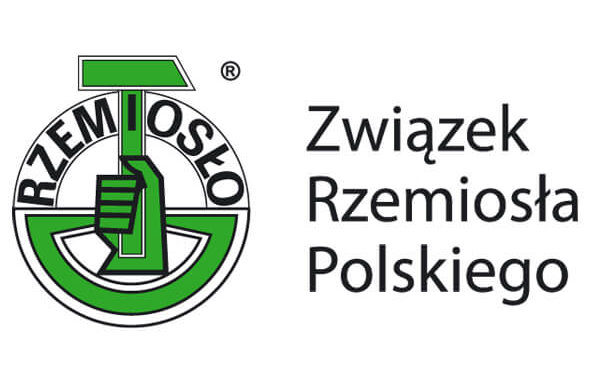 RZEMIOSŁO
®
Związek
Rzemiosła
Polskiego